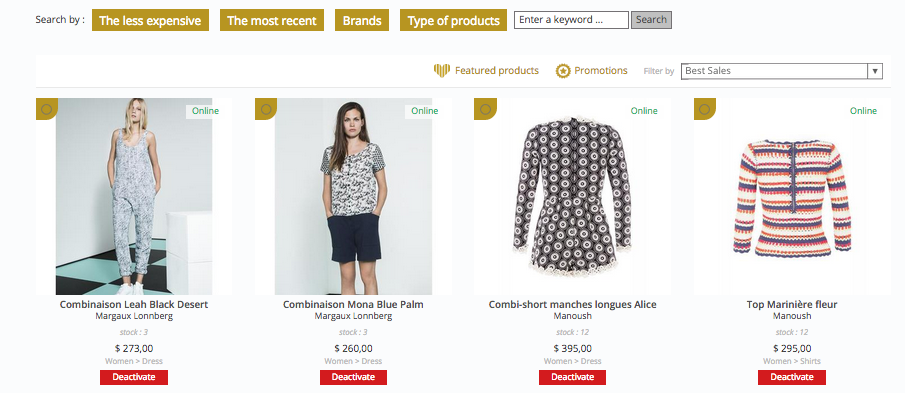 Search by : The less expensive The most recent Brands Type of products Enter a keyword ... Search
Featured products Promotions Filter by Best Sales
Online Online Online Online
Combinaison Leah Black Desert Combinaison Mona Blue Palm Combi-short manches longues Alice Top Marinière fleur
Margaux Lonnberg Margaux Lonnberg Manoush Manoush
stock : 3 stock : 3 stock : 12 stock : 12
$ 273,00 $ 260,00 $ 395,00 $ 295,00
Women > Dress Women > Dress Women > Dress Women > Shirts
Deactivate Deactivate Deactivate Deactivate